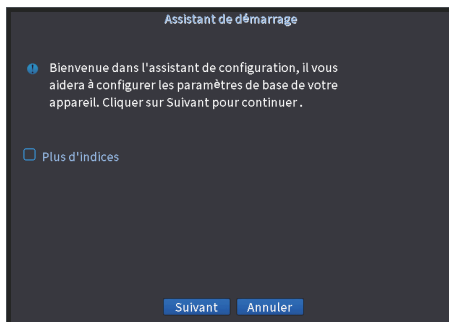 Assistant de démarrage
Bienvenue dans l'assistant de configuration, il vous
aidera à configurer les paramètres de base de votre
appareil. Cliquer sur Suivant pour continuer .
Plus d'indices
Suivant Annuler